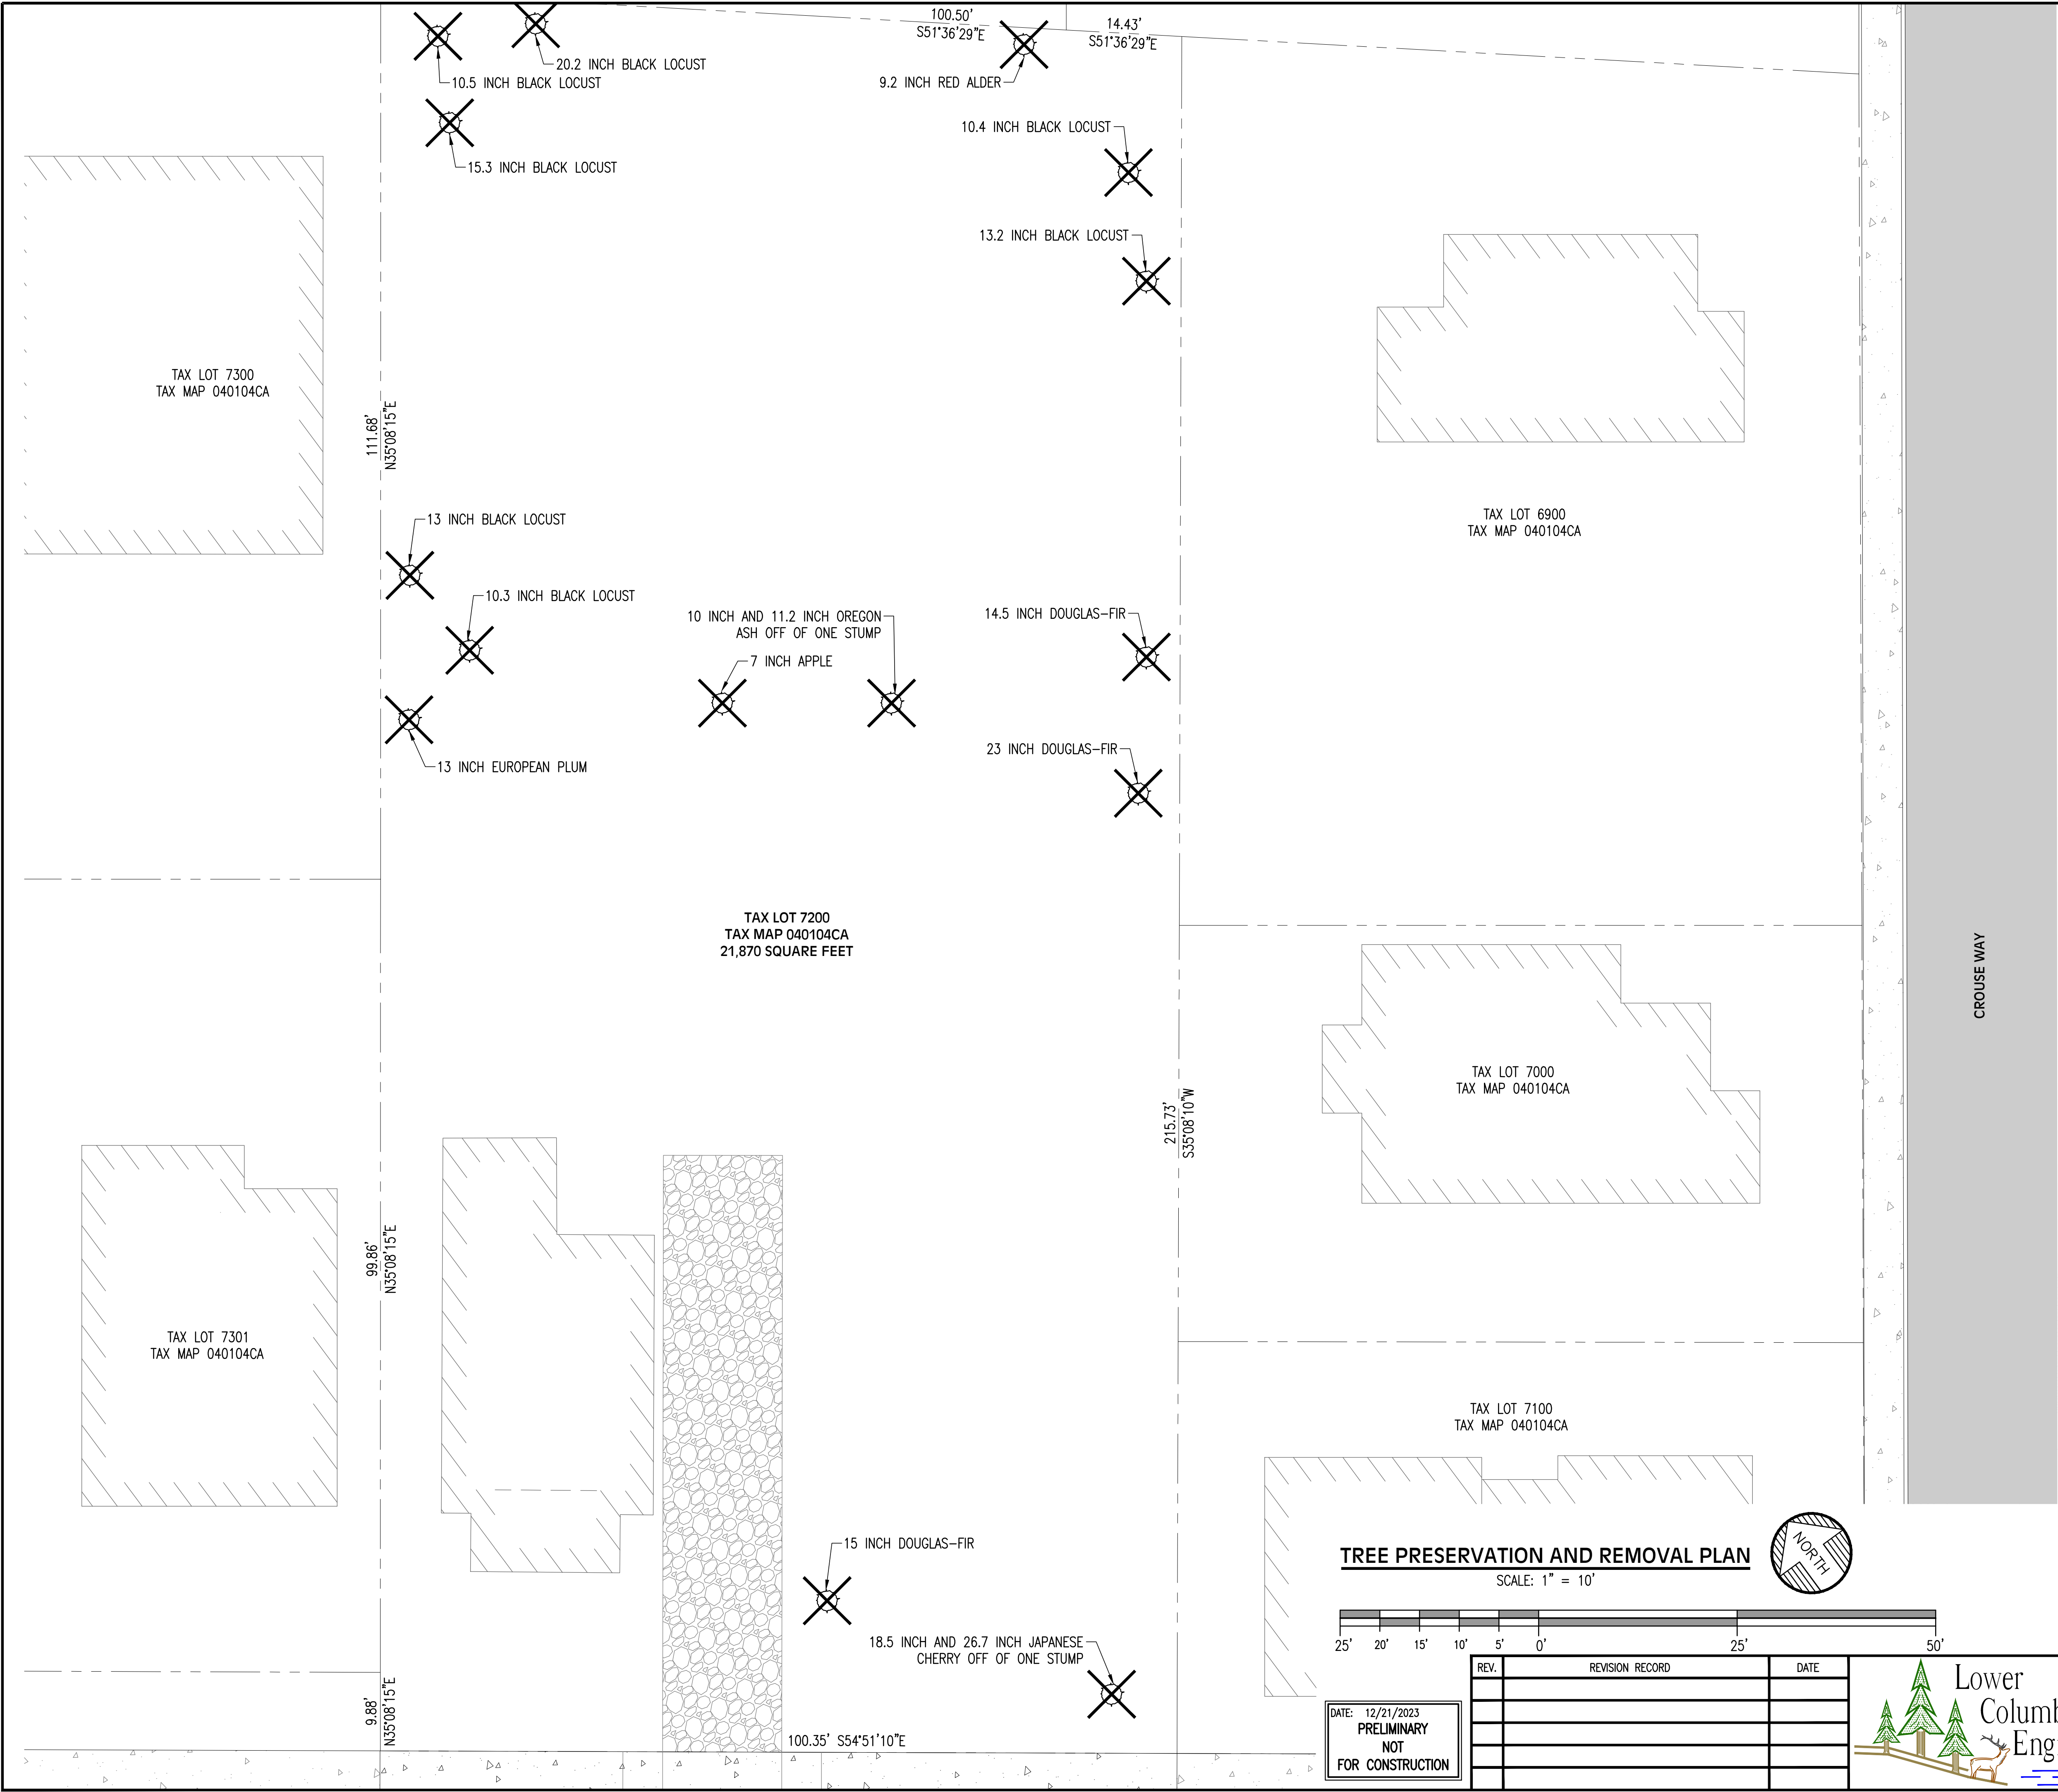 100.50'
S51°36'29"E
14.43'
S51°36'29"E
20.2 INCH BLACK LOCUST
10.5 INCH BLACK LOCUST
9.2 INCH RED ALDER
10.4 INCH BLACK LOCUST
15.3 INCH BLACK LOCUST
13.2 INCH BLACK LOCUST
TAX LOT 7300
TAX MAP 040104CA
111.68'
N35°08'15"E
TAX LOT 6900
TAX MAP 040104CA
13 INCH BLACK LOCUST
10.3 INCH BLACK LOCUST
10 INCH AND 11.2 INCH OREGON
ASH OFF OF ONE STUMP
14.5 INCH DOUGLAS-FIR
7 INCH APPLE
23 INCH DOUGLAS-FIR
13 INCH EUROPEAN PLUM
TAX LOT 7200
TAX MAP 040104CA
21,870 SQUARE FEET
CROUSE WAY
TAX LOT 7000
TAX MAP 040104CA
215.73'
S35°08'10"W
99.86'
N35°08'15"E
TAX LOT 7301
TAX MAP 040104CA
TAX LOT 7100
TAX MAP 040104CA
15 INCH DOUGLAS-FIR
18.5 INCH AND 26.7 INCH JAPANESE
CHERRY OFF OF ONE STUMP
9.88'
N35°08'15"E
100.35' S54°51'10"E
TREE PRESERVATION AND REMOVAL PLAN
SCALE: 1" = 10'
NORTH
25' 20' 15' 10' 5' 0' 25' 50'
REV. REVISION RECORD DATE
DATE: 12/21/2023
PRELIMINARY
NOT
FOR CONSTRUCTION
Lower
Columb
Eng